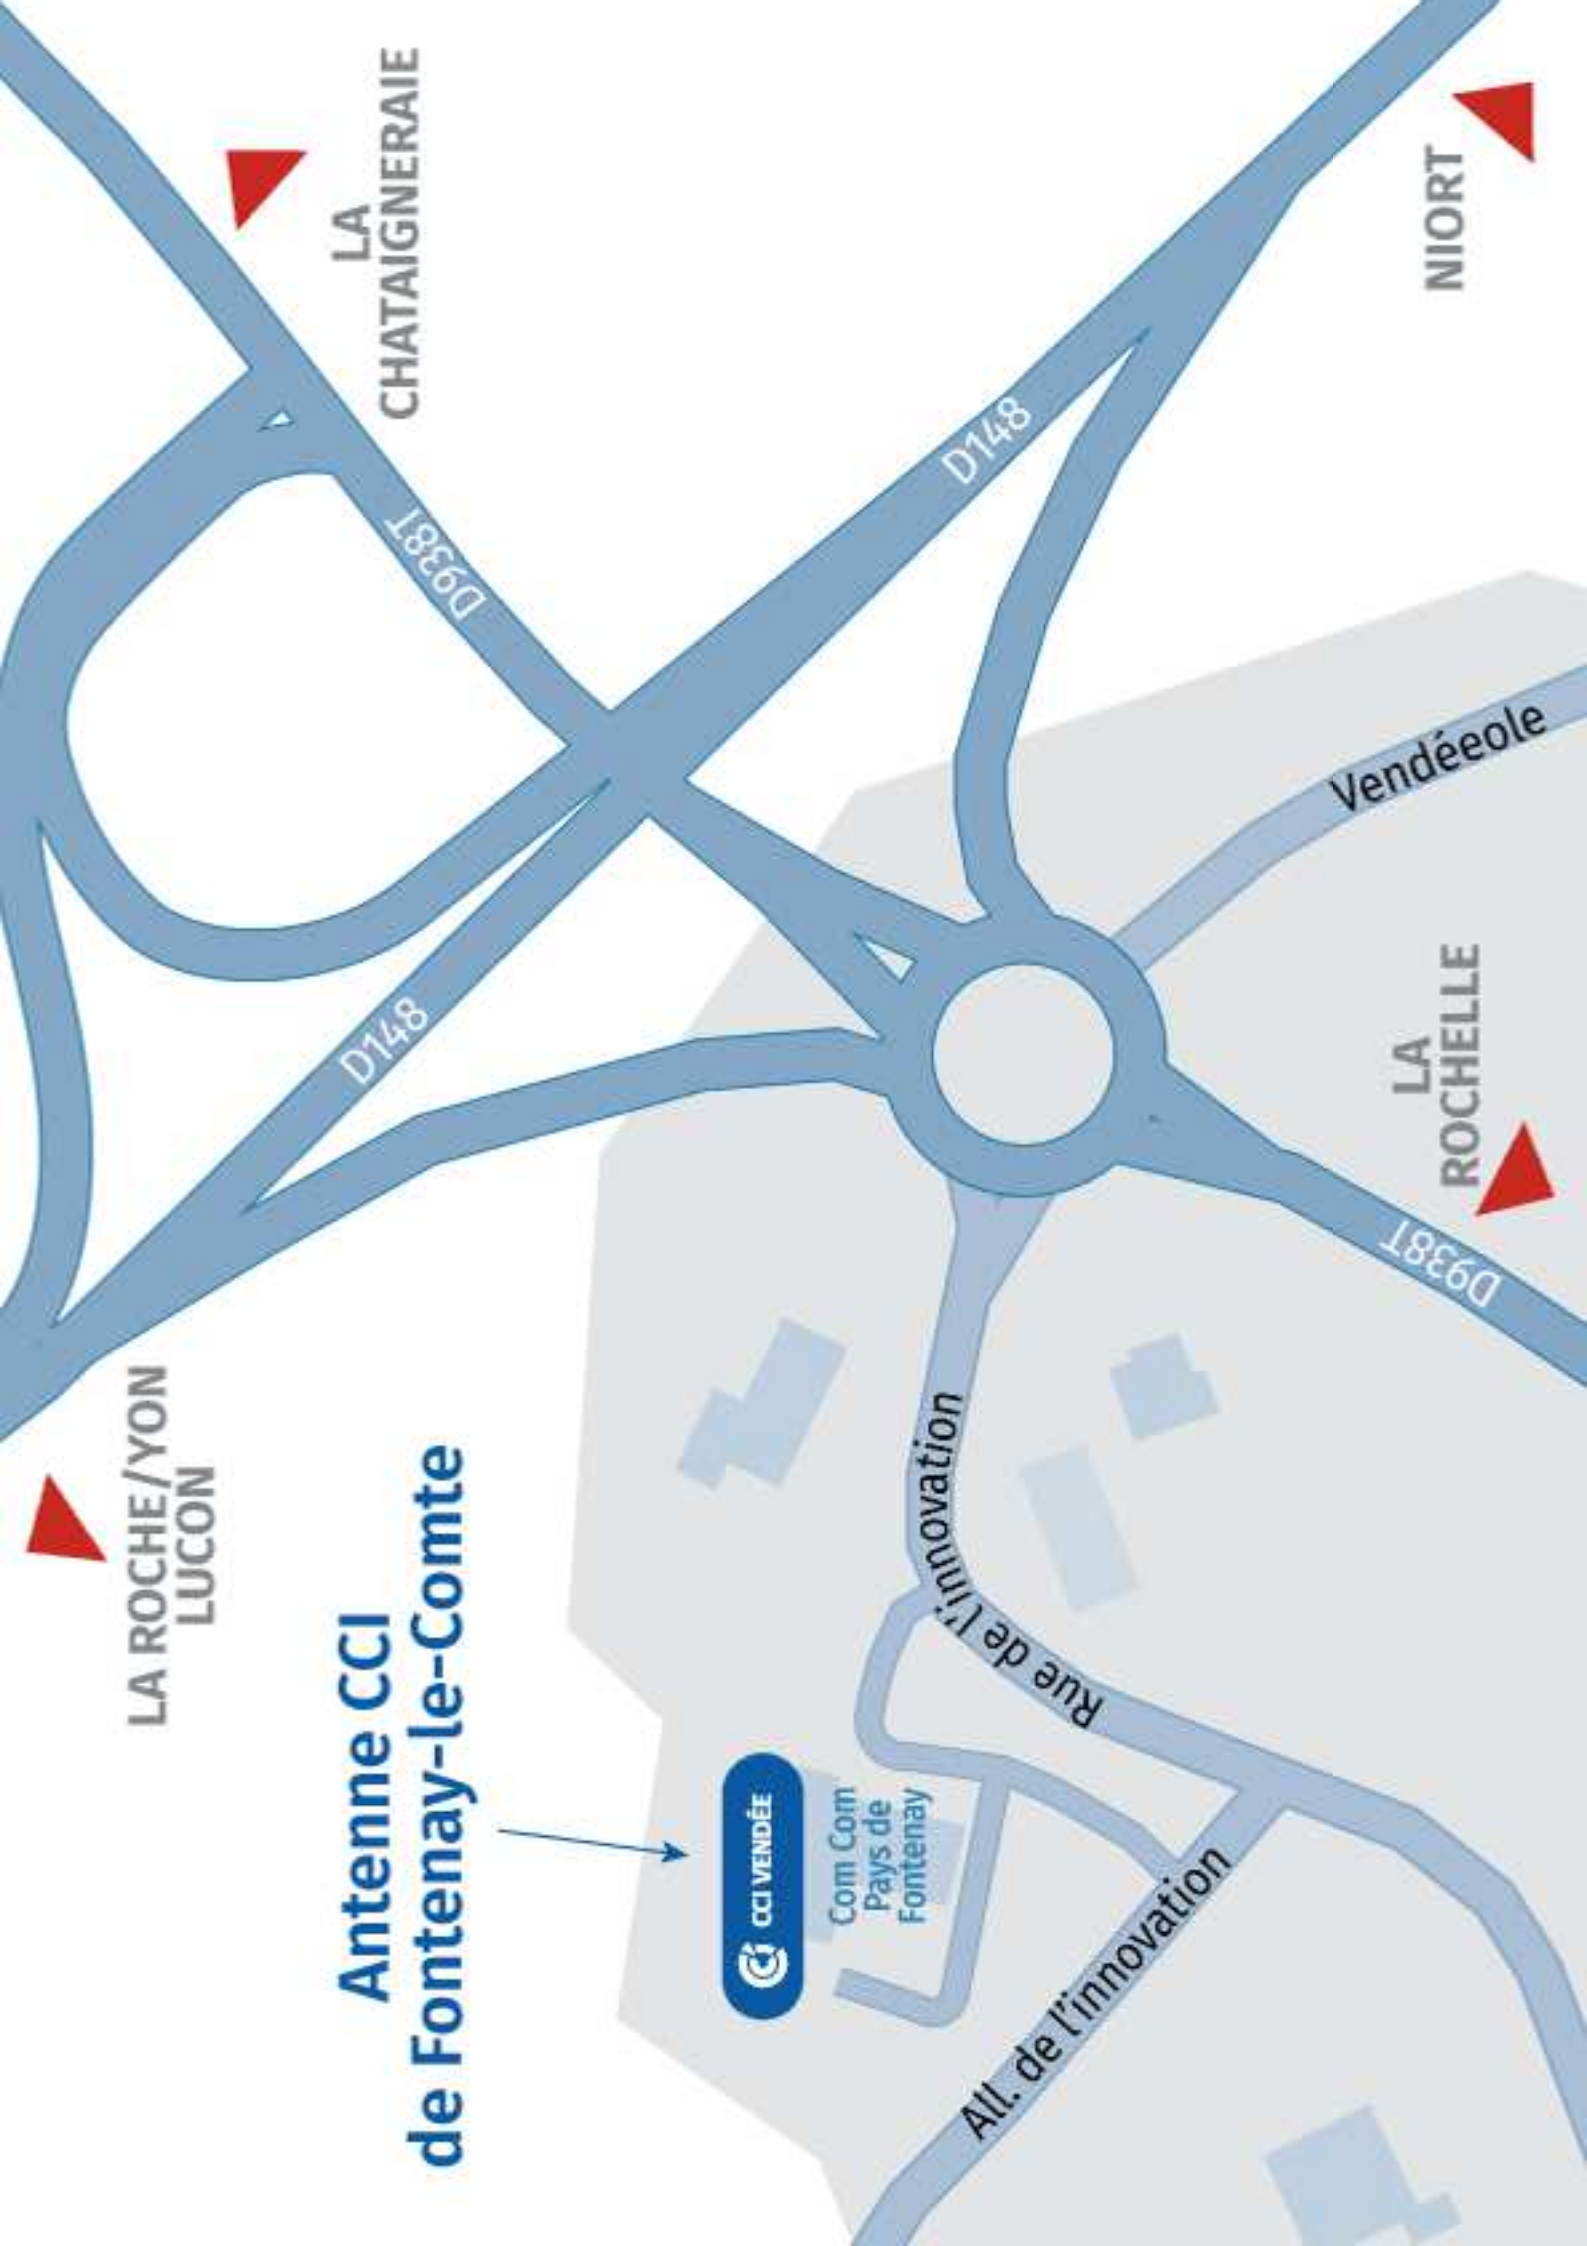 Antenne CCI
de Fontenay-le-Comte
LA ROCHE/YON
LUCON
LA
CHATAIGNERAIE
D938T
D148
D148
NIORT
CCI VENDÉE
Com Com
Pays de
Fontenay
Rue de l'innovation
All. de l'innovation
Vendéeole
LA
ROCHELLE
D938T